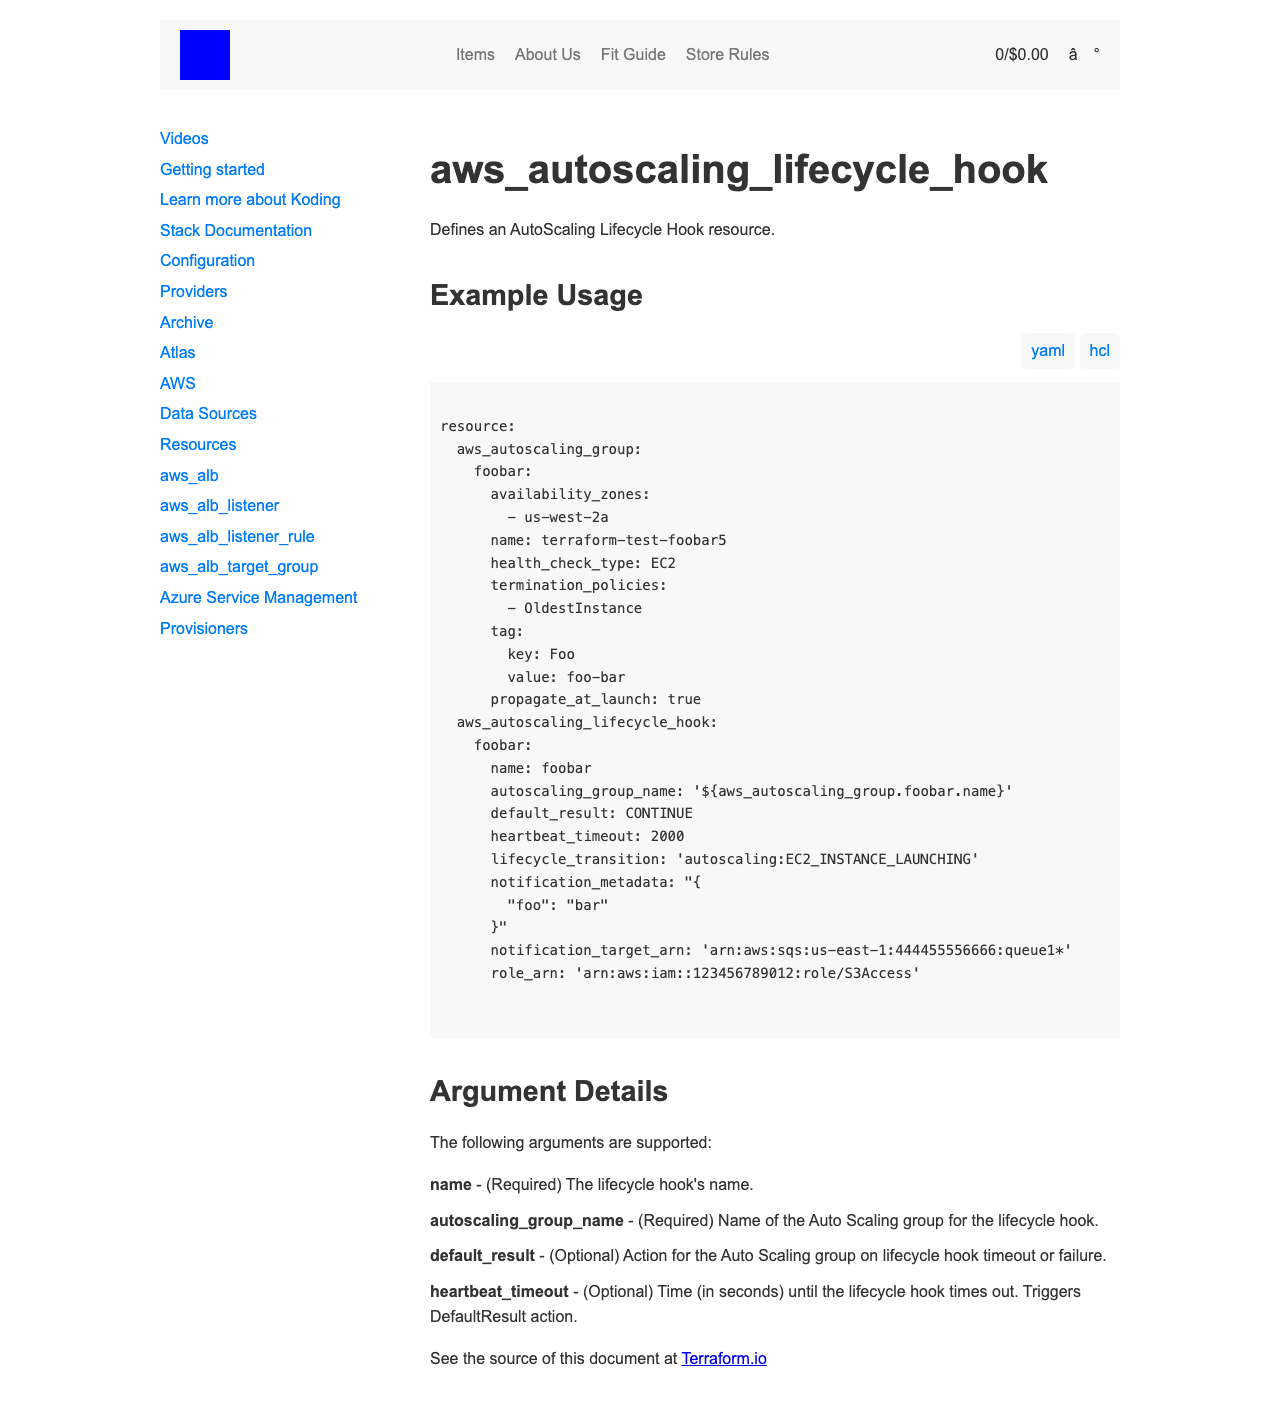 Items About Us Fit Guide Store Rules 0/$0.00 â °
Videos
Getting started
Learn more about Koding
Stack Documentation
Configuration
Providers
Archive
Atlas
AWS
Data Sources
Resources
aws_alb
aws_alb_listener
aws_alb_listener_rule
aws_alb_target_group
Azure Service Management
Provisioners
aws_autoscaling_lifecycle_hook
Defines an AutoScaling Lifecycle Hook resource.
Example Usage
yaml hcl
resource:
  aws_autoscaling_group:
    foobar:
      availability_zones:
        - us-west-2a
      name: terraform-test-foobar5
      health_check_type: EC2
      termination_policies:
        - OldestInstance
      tag:
        key: Foo
        value: foo-bar
      propagate_at_launch: true
  aws_autoscaling_lifecycle_hook:
    foobar:
      name: foobar
      autoscaling_group_name: '${aws_autoscaling_group.foobar.name}'
      default_result: CONTINUE
      heartbeat_timeout: 2000
      lifecycle_transition: 'autoscaling:EC2_INSTANCE_LAUNCHING'
      notification_metadata: "{
        "foo": "bar"
      }"
      notification_target_arn: 'arn:aws:sqs:us-east-1:444455556666:queue1*'
      role_arn: 'arn:aws:iam::123456789012:role/S3Access'
Argument Details
The following arguments are supported:
name - (Required) The lifecycle hook's name.
autoscaling_group_name - (Required) Name of the Auto Scaling group for the lifecycle hook.
default_result - (Optional) Action for the Auto Scaling group on lifecycle hook timeout or failure.
heartbeat_timeout - (Optional) Time (in seconds) until the lifecycle hook times out. Triggers
DefaultResult action.
See the source of this document at Terraform.io